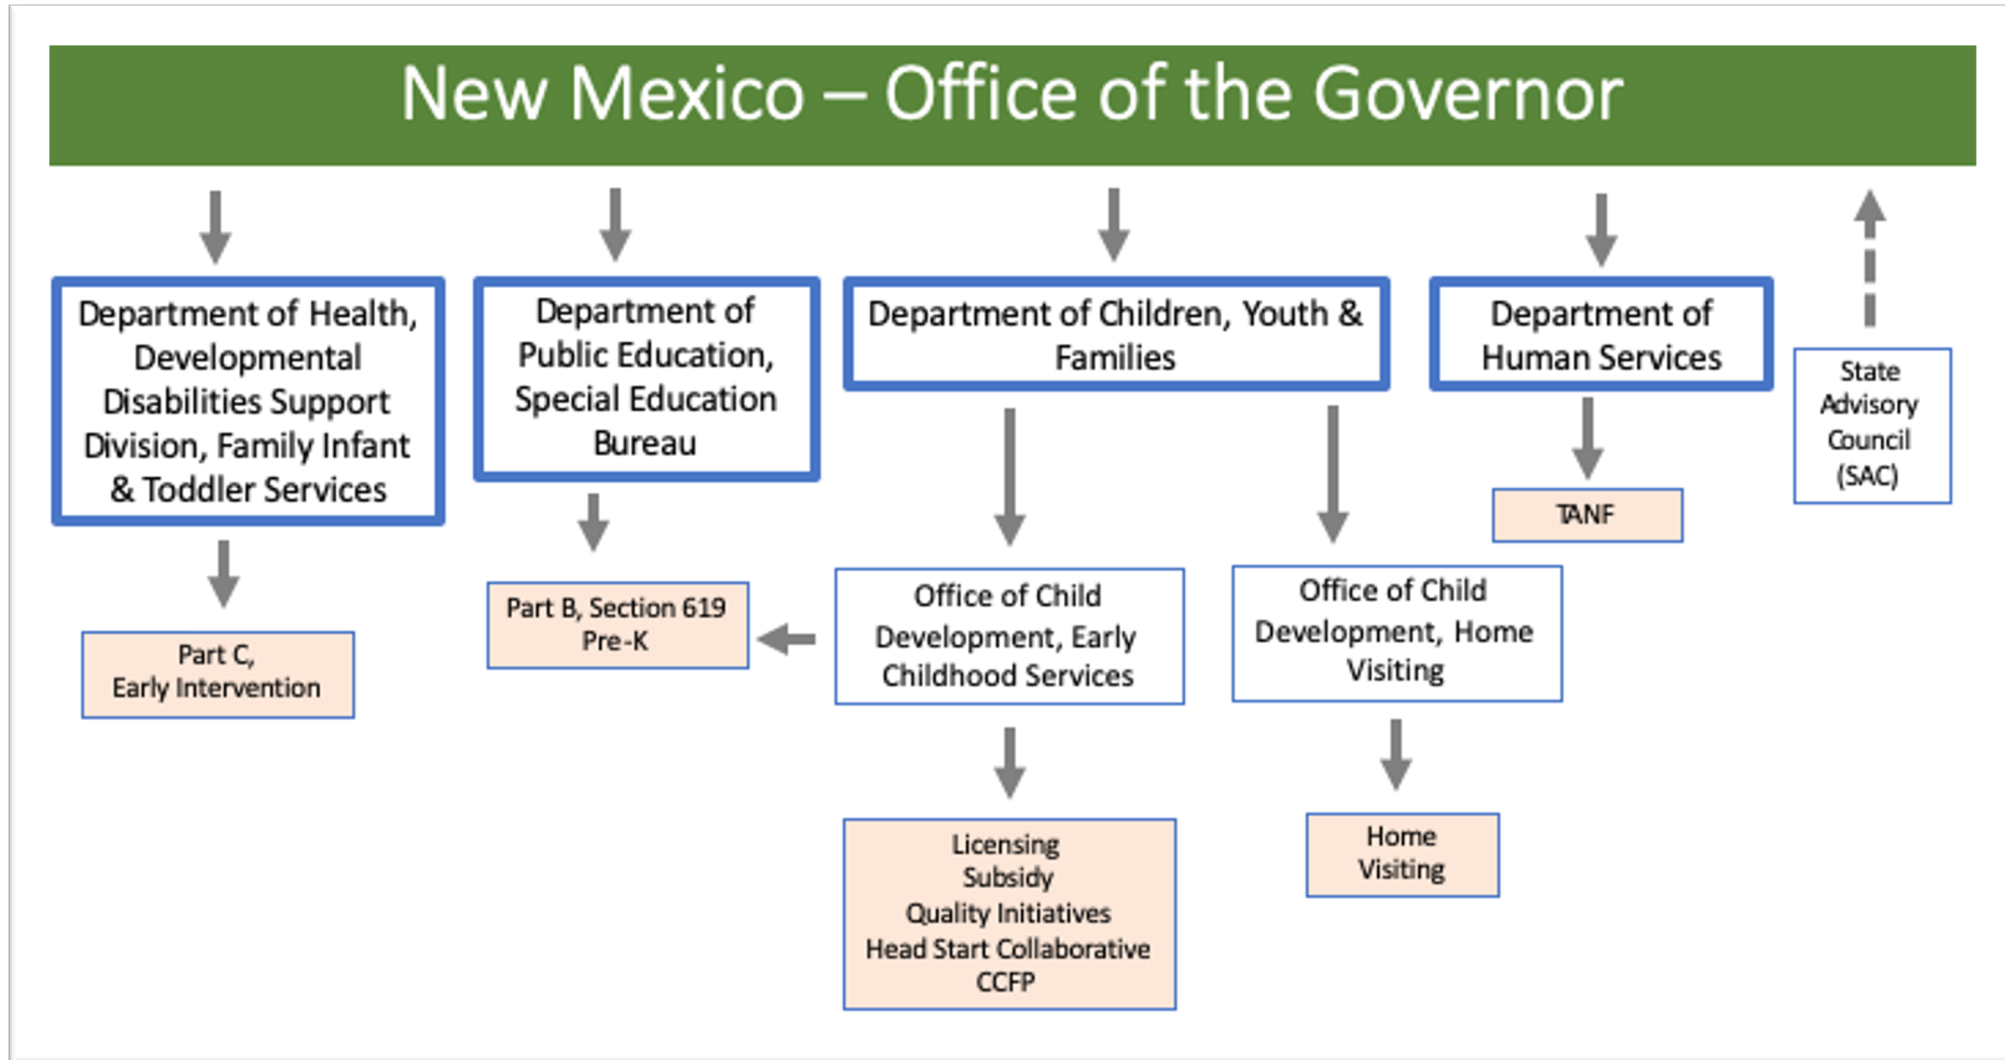 New Mexico – Office of the Governor
Department of Health,
Developmental
Disabilities Support
Division, Family Infant
& Toddler Services
Department of
Public Education,
Special Education
Bureau
Department of Children, Youth &
Families
Department of
Human Services
State
Advisory
Council
(SAC)
TANF
Part C,
Early Intervention
Part B, Section 619
Pre-K
Office of Child
Development, Early
Childhood Services
Office of Child
Development, Home
Visiting
Licensing
Subsidy
Quality Initiatives
Head Start Collaborative
CCFP
Home
Visiting